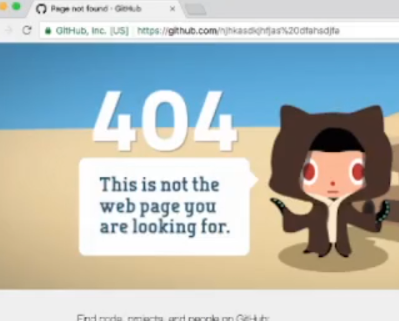 Page not found · GitHub
GitHub, Inc. [US] https://github.com/njhkasdkjhfjas%20dfahsdjfa
404
This is not the
web page you
are looking for.
Find code, projects, and people on GitHub: